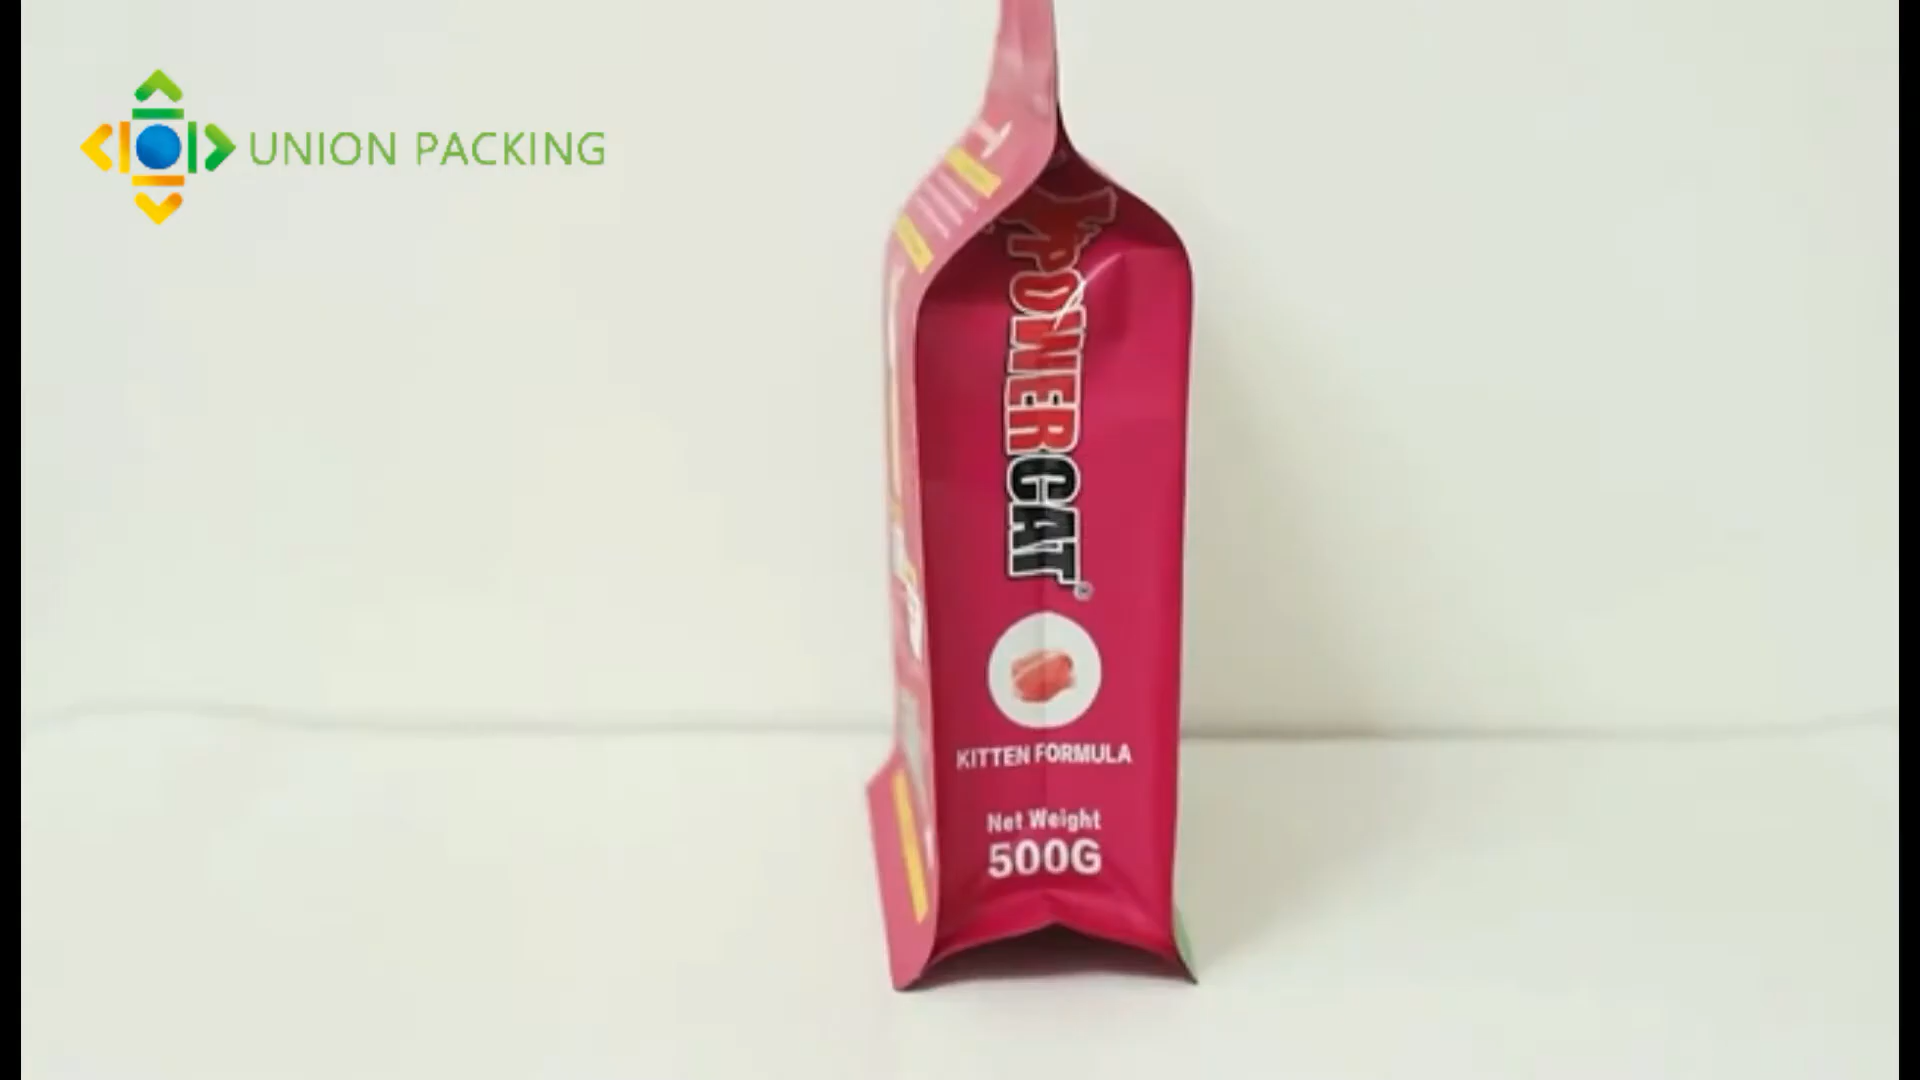 UNION PACKING
POWERCAT®
KITTEN FORMULA
Net Weight
500G